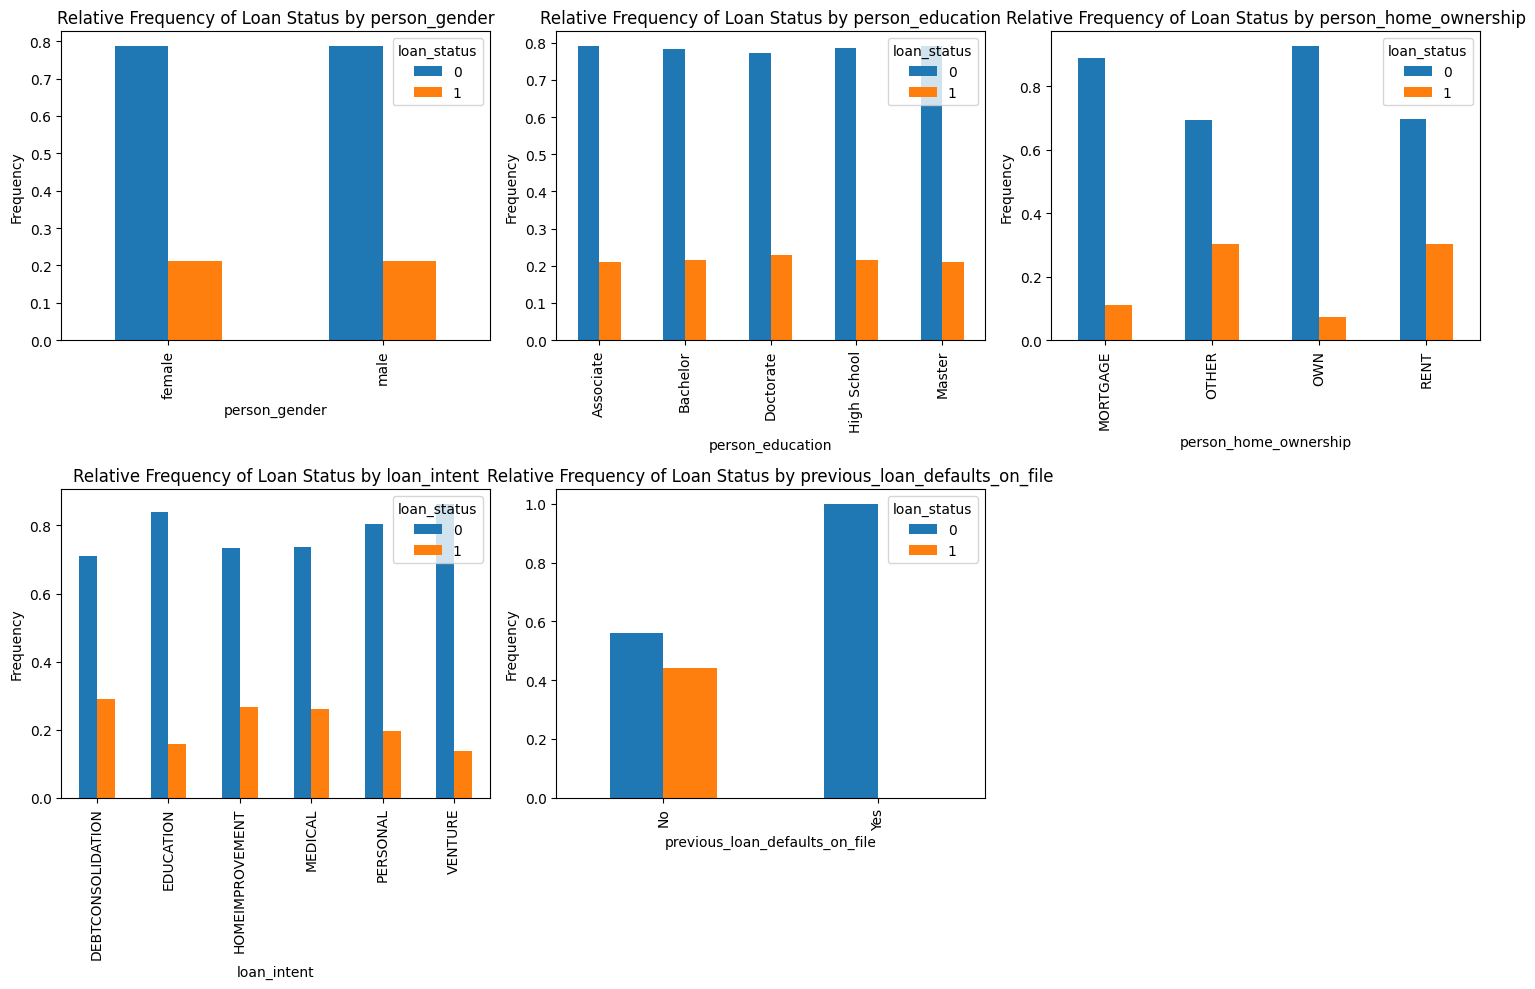 Relative Frequency of Loan Status by person_gender
Frequency
0.8
0.7
0.6
0.5
0.4
0.3
0.2
0.1
0.0
loan_status
0
1
female
male
person_gender
Relative Frequency of Loan Status by person_education
Frequency
0.8
0.7
0.6
0.5
0.4
0.3
0.2
0.1
0.0
loan_status
0
1
Associate
Bachelor
Doctorate
High School
Master
person_education
Relative Frequency of Loan Status by person_home_ownership
Frequency
0.8
0.6
0.4
0.2
0.0
loan_status
0
1
MORTGAGE
OTHER
OWN
RENT
person_home_ownership
Relative Frequency of Loan Status by loan_intent
Frequency
0.8
0.6
0.4
0.2
0.0
loan_status
0
1
DEBTCONSOLIDATION
EDUCATION
HOMEIMPROVEMENT
MEDICAL
PERSONAL
VENTURE
loan_intent
Relative Frequency of Loan Status by previous_loan_defaults_on_file
Frequency
1.0
0.8
0.6
0.4
0.2
0.0
loan_status
0
1
No
Yes
previous_loan_defaults_on_file